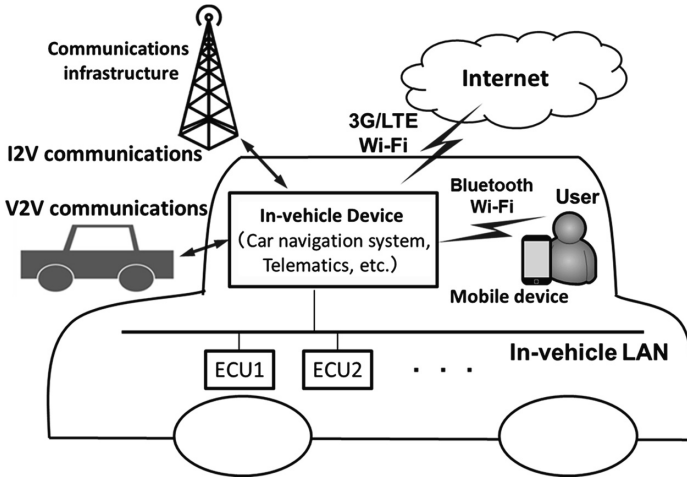 Communications
infrastructure
Internet
3G/LTE
Wi-Fi
I2V communications
V2V communications
Bluetooth
Wi-Fi
User
In-vehicle Device
(Car navigation system,
Telematics, etc.)
Mobile device
In-vehicle LAN
ECU1
ECU2
· · ·